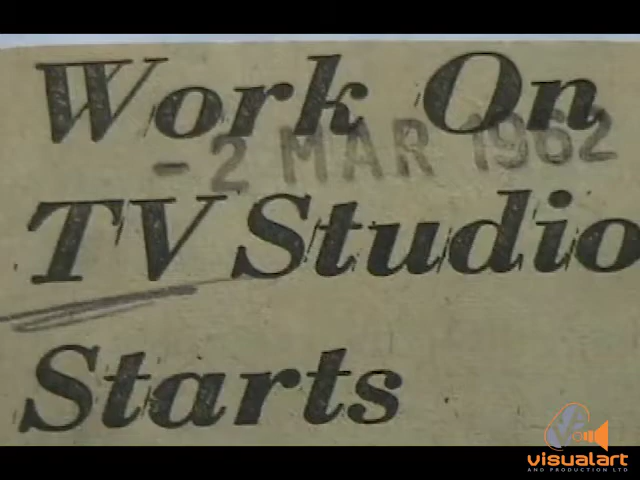 Work On
- 2 MAR 1962
TV Studio
Starts
visualart
AND PRODUCTION LTD